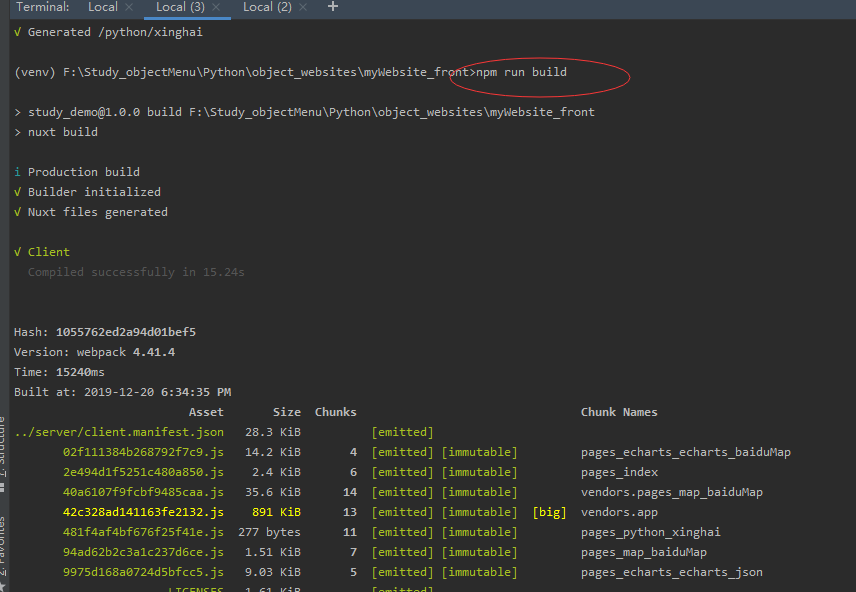 Terminal: Local × Local (3) × Local (2) × +
√ Generated /python/xinghai
(venv) F:\Study_objectMenu\Python\object_websites\myWebsite_front>npm run build
> study_demo@1.0.0 build F:\Study_objectMenu\Python\object_websites\myWebsite_front
> nuxt build
i Production build
√ Builder initialized
√ Nuxt files generated
√ Client
Compiled successfully in 15.24s
Hash: 1055762ed2a94d01bef5
Version: webpack 4.41.4
Time: 15240ms
Built at: 2019-12-20 6:34:35 PM
Asset Size Chunks Chunk Names
../server/client.manifest.json 28.3 KiB [emitted]
02f111384b268792f7c9.js 14.2 KiB 4 [emitted] [immutable] pages_echarts_echarts_baiduMap
2e494d1f5251c480a850.js 2.4 KiB 6 [emitted] [immutable] pages_index
40a6107f9fcbf9485caa.js 35.6 KiB 14 [emitted] [immutable] vendors.pages_map_baiduMap
42c328ad141163fe2132.js 891 KiB 13 [emitted] [immutable] [big] vendors.app
481f4af4bf676f25f41e.js 277 bytes 11 [emitted] [immutable] pages_python_xinghai
94ad62b2c3a1c237d6ce.js 1.51 KiB 7 [emitted] [immutable] pages_map_baiduMap
9975d168a0724d5bfcc5.js 9.03 KiB 5 [emitted] [immutable] pages_echarts_echarts_json
LICENSES 1.61 KiB [emitted]
Structure
Favorites